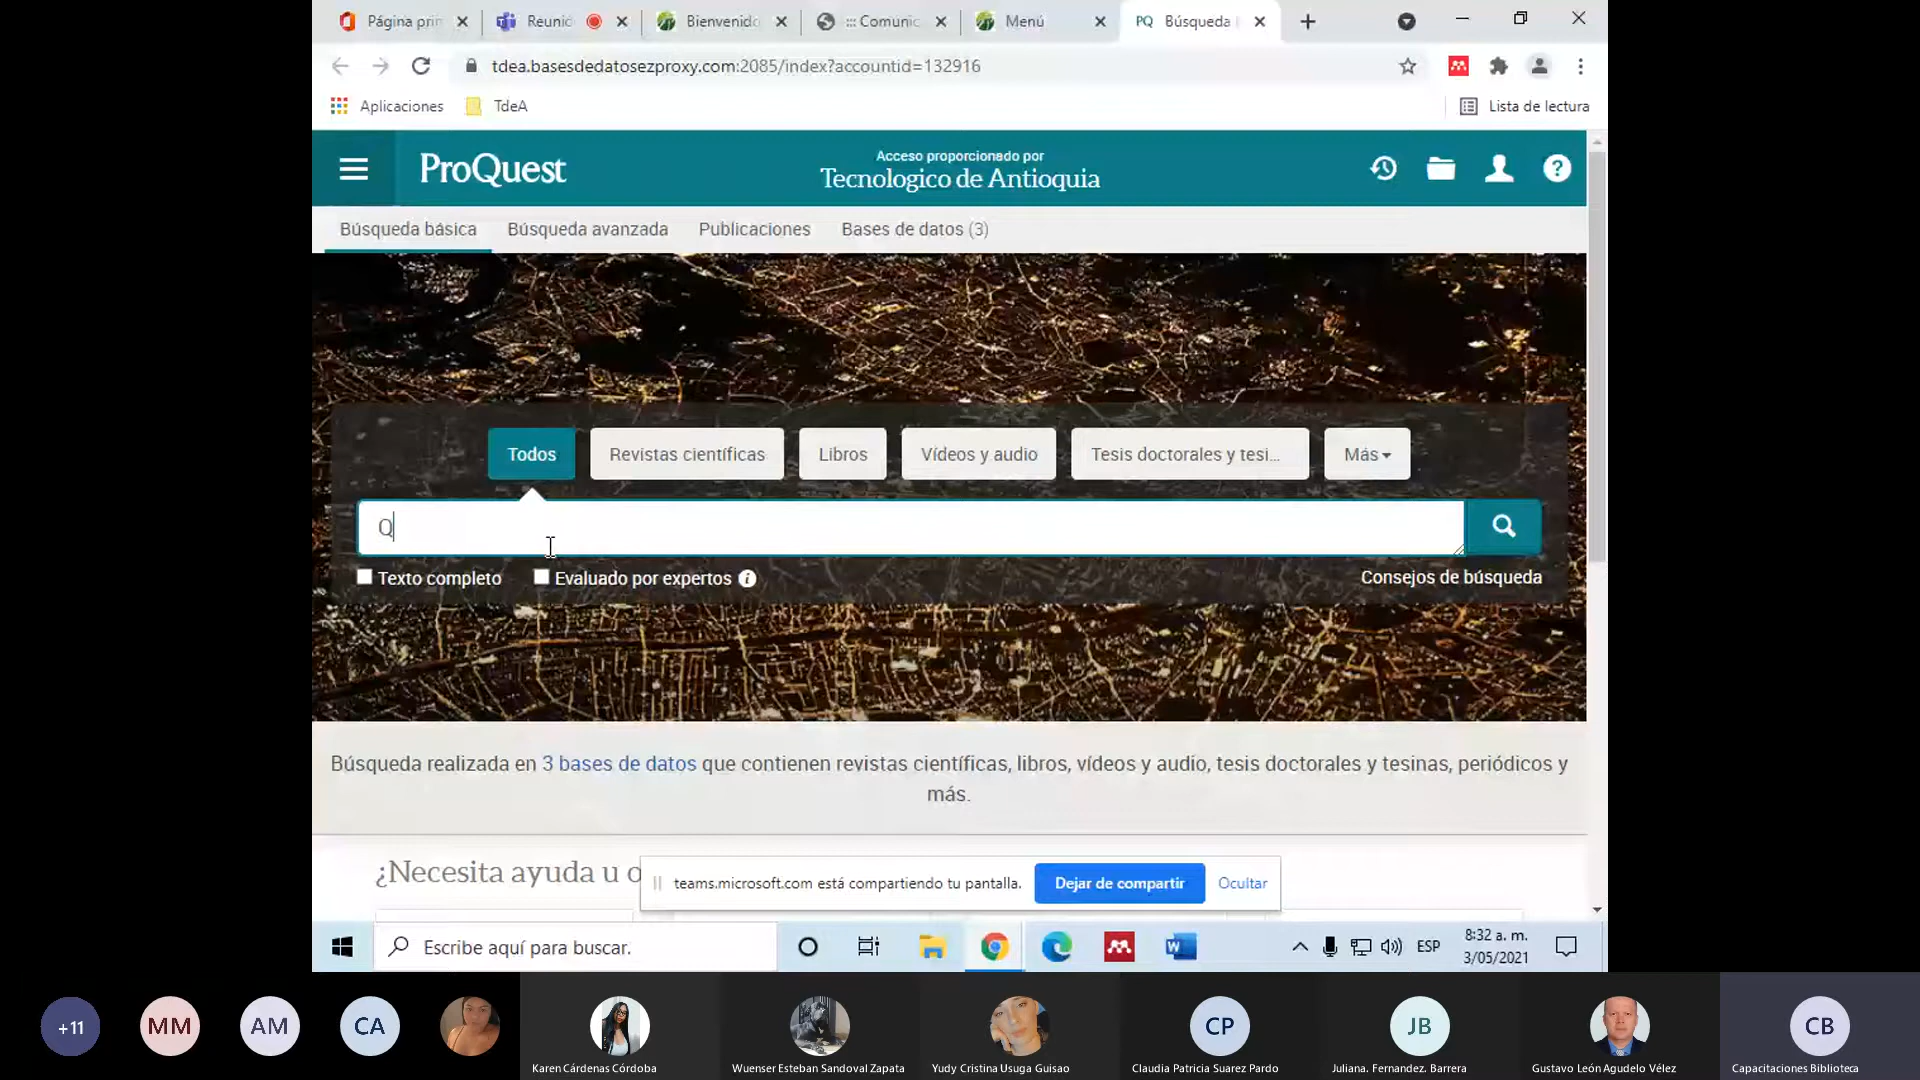 Página prin
Reunió
Bienvenido
::: Comunic
Menú
PQ Búsqueda
tdea.basesdedatosezproxy.com:2085/index?accountid=132916
Aplicaciones
TdeA
Lista de lectura
ProQuest
Acceso proporcionado por
Tecnologico de Antioquia
Búsqueda básica
Búsqueda avanzada
Publicaciones
Bases de datos (3)
Todos
Revistas científicas
Libros
Vídeos y audio
Tesis doctorales y tesi...
Más
Q
Texto completo
Evaluado por expertos
Consejos de búsqueda
Búsqueda realizada en 3 bases de datos que contienen revistas científicas, libros, vídeos y audio, tesis doctorales y tesinas, periódicos y
más.
¿Necesita ayuda u o
teams.microsoft.com está compartiendo tu pantalla.
Dejar de compartir
Ocultar
Escribe aquí para buscar.
ESP
8:32 a. m.
3/05/2021
+11
MM
AM
CA
CP
JB
CB
Karen Cárdenas Córdoba
Wuenser Esteban Sandoval Zapata
Yudy Cristina Usuga Guisao
Claudia Patricia Suarez Pardo
Juliana. Fernandez. Barrera
Gustavo León Agudelo Vélez
Capacitaciones Biblioteca